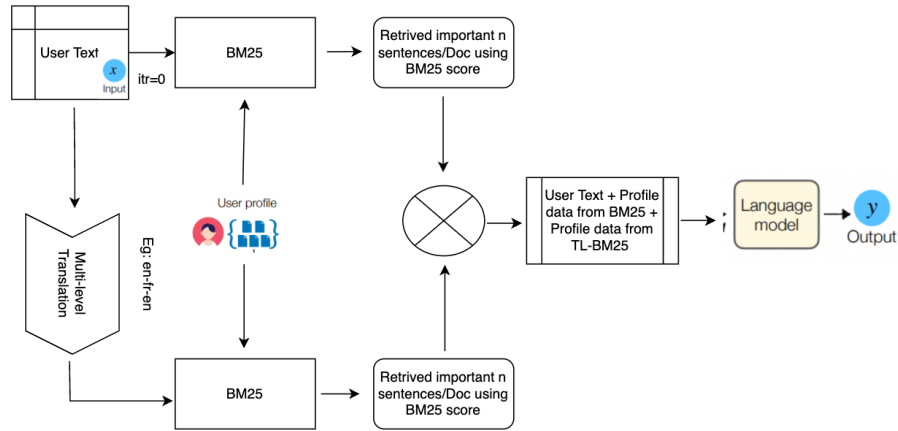 User Text
x
Input
itr=0
BM25
Retrived important n
sentences/Doc using
BM25 score
User profile
Multi-level
Translation
Eg: en-fr-en
User Text + Profile
data from BM25 +
Profile data from
TL-BM25
Language
model
y
Output
BM25
Retrived important n
sentences/Doc using
BM25 score